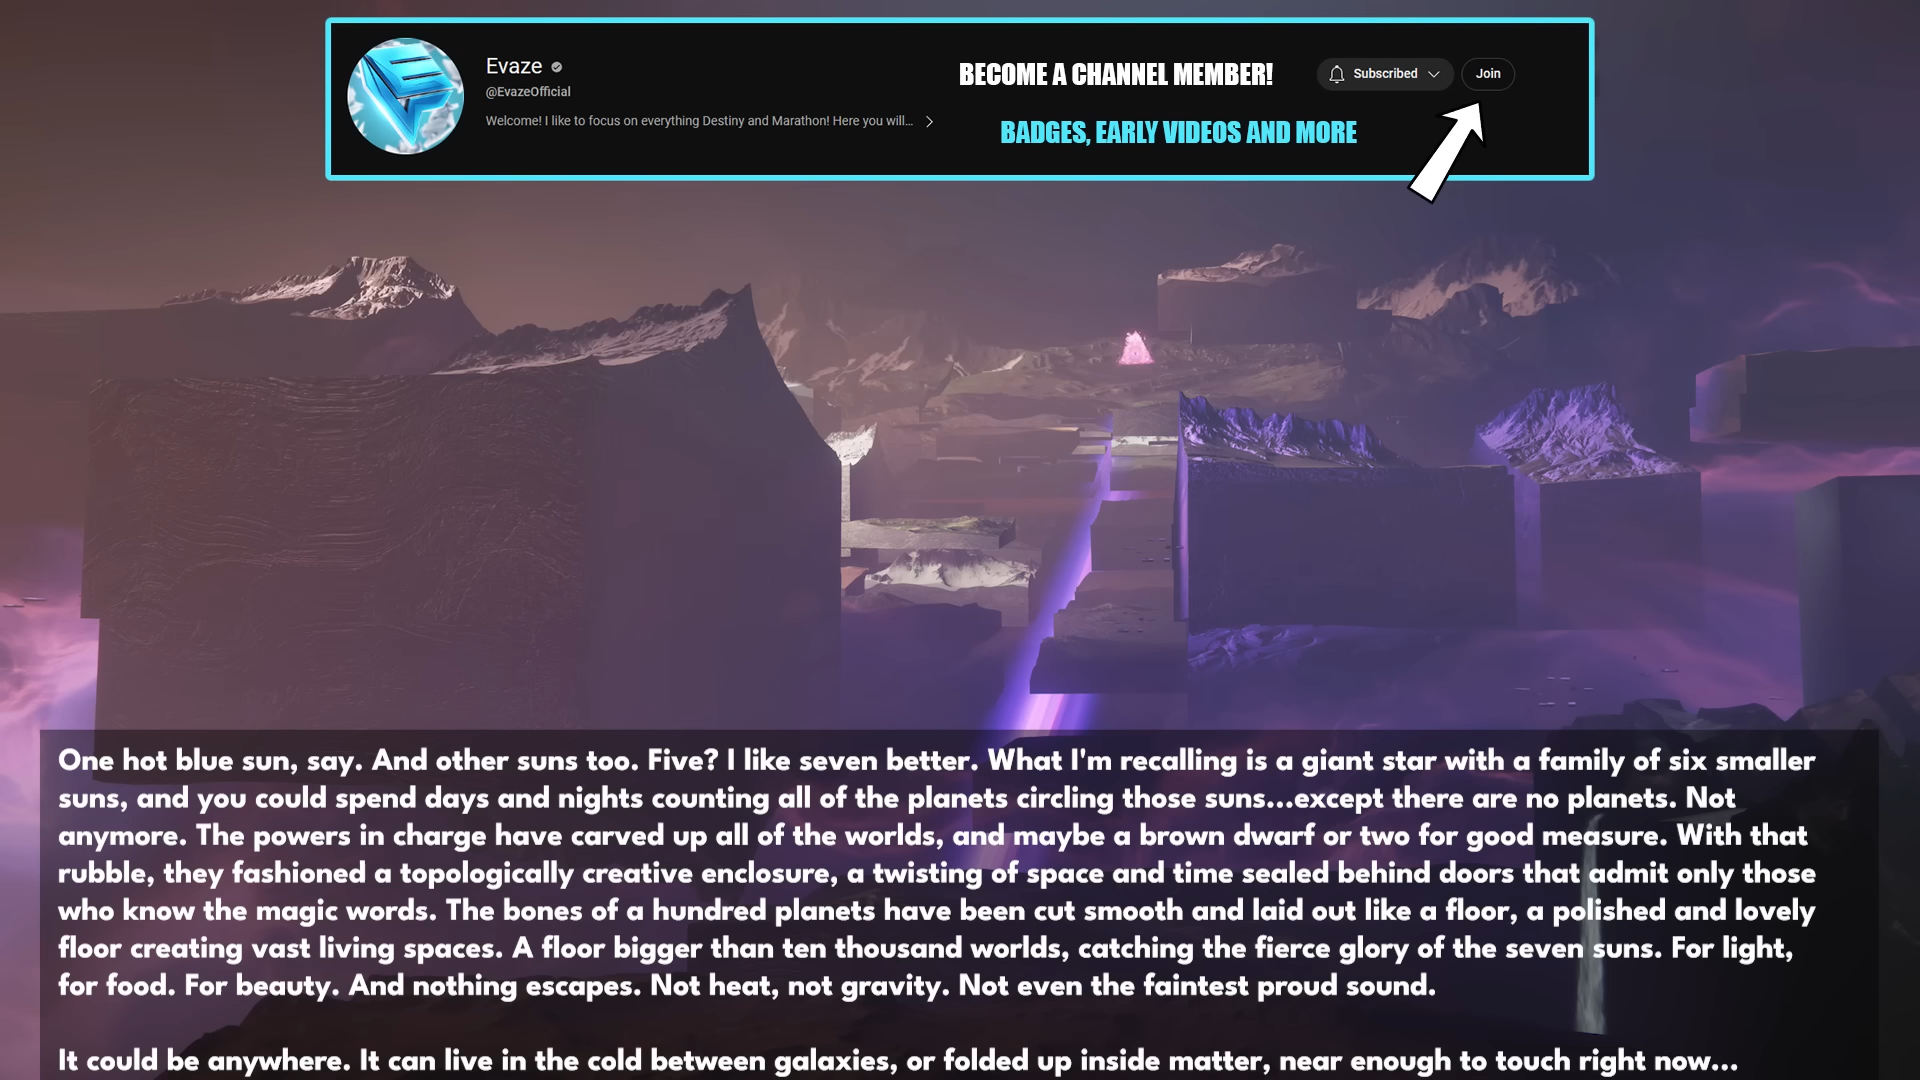 Evaze
@EvazeOfficial
Welcome! I like to focus on everything Destiny and Marathon! Here you will...
BECOME A CHANNEL MEMBER!
BADGES, EARLY VIDEOS AND MORE
Subscribed
Join
One hot blue sun, say. And other suns too. Five? I like seven better. What I'm recalling is a giant star with a family of six smaller
suns, and you could spend days and nights counting all of the planets circling those suns...except there are no planets. Not
anymore. The powers in charge have carved up all of the worlds, and maybe a brown dwarf or two for good measure. With that
rubble, they fashioned a topologically creative enclosure, a twisting of space and time sealed behind doors that admit only those
who know the magic words. The bones of a hundred planets have been cut smooth and laid out like a floor, a polished and lovely
floor creating vast living spaces. A floor bigger than ten thousand worlds, catching the fierce glory of the seven suns. For light,
for food. For beauty. And nothing escapes. Not heat, not gravity. Not even the faintest proud sound.
It could be anywhere. It can live in the cold between galaxies, or folded up inside matter, near enough to touch right now...